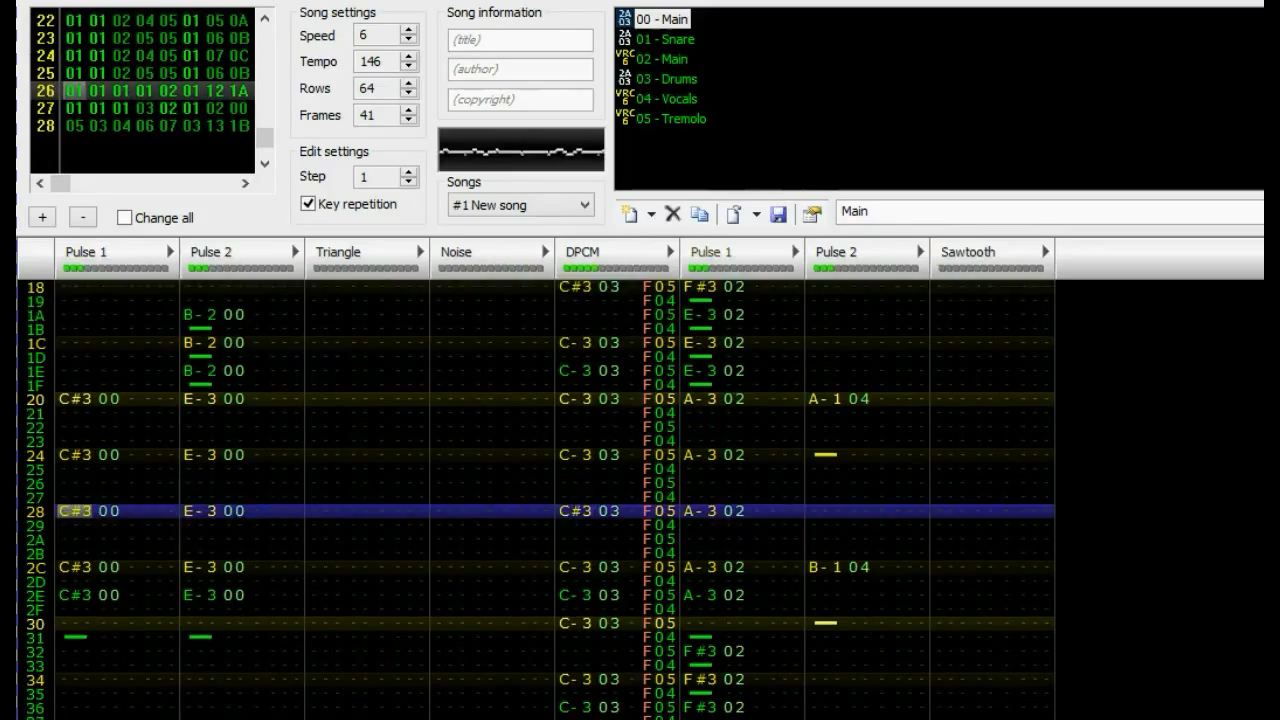 22 01 01 02 04 05 01 05 0A
23 01 01 02 05 05 01 06 0B
24 01 01 02 04 05 01 07 0C
25 01 01 02 05 05 01 06 0B
26 01 01 01 01 02 01 12 1A
27 01 01 01 03 02 01 02 00
28 05 03 04 06 07 03 13 1B
+ - Change all
Song settings
Speed 6
Tempo 146
Rows 64
Frames 41
Edit settings
Step 1
Key repetition
Song information
(title)
(author)
(copyright)
Songs
#1 New song
2A03 00 - Main
2A03 01 - Snare
VRC6 02 - Main
2A03 03 - Drums
VRC6 04 - Vocals
VRC6 05 - Tremolo
Main
Pulse 1 Pulse 2 Triangle Noise DPCM Pulse 1 Pulse 2 Sawtooth
18 C#3 03 F05 F#3 02
19 F04
1A B-2 00 F05 E-3 02
1B F04
1C B-2 00 C-3 03 F05 E-3 02
1D F04
1E B-2 00 C-3 03 F05 E-3 02
1F F04
20 C#3 00 E-3 00 C-3 03 F05 A-3 02 A-1 04
21 F04
22 F05
23 F04
24 C#3 00 E-3 00 C-3 03 F05 A-3 02
25 F04
26 F05
27 F04
28 C#3 00 E-3 00 C#3 03 F05 A-3 02
29 F04
2A F05
2B F04
2C C#3 00 E-3 00 C-3 03 F05 A-3 02 B-1 04
2D F04
2E C#3 00 E-3 00 C-3 03 F05 A-3 02
2F F04
30 C-3 03 F05
31 F04
32 F05 F#3 02
33 F04
34 C-3 03 F05 F#3 02
35 F04
36 C-3 03 F05 F#3 02